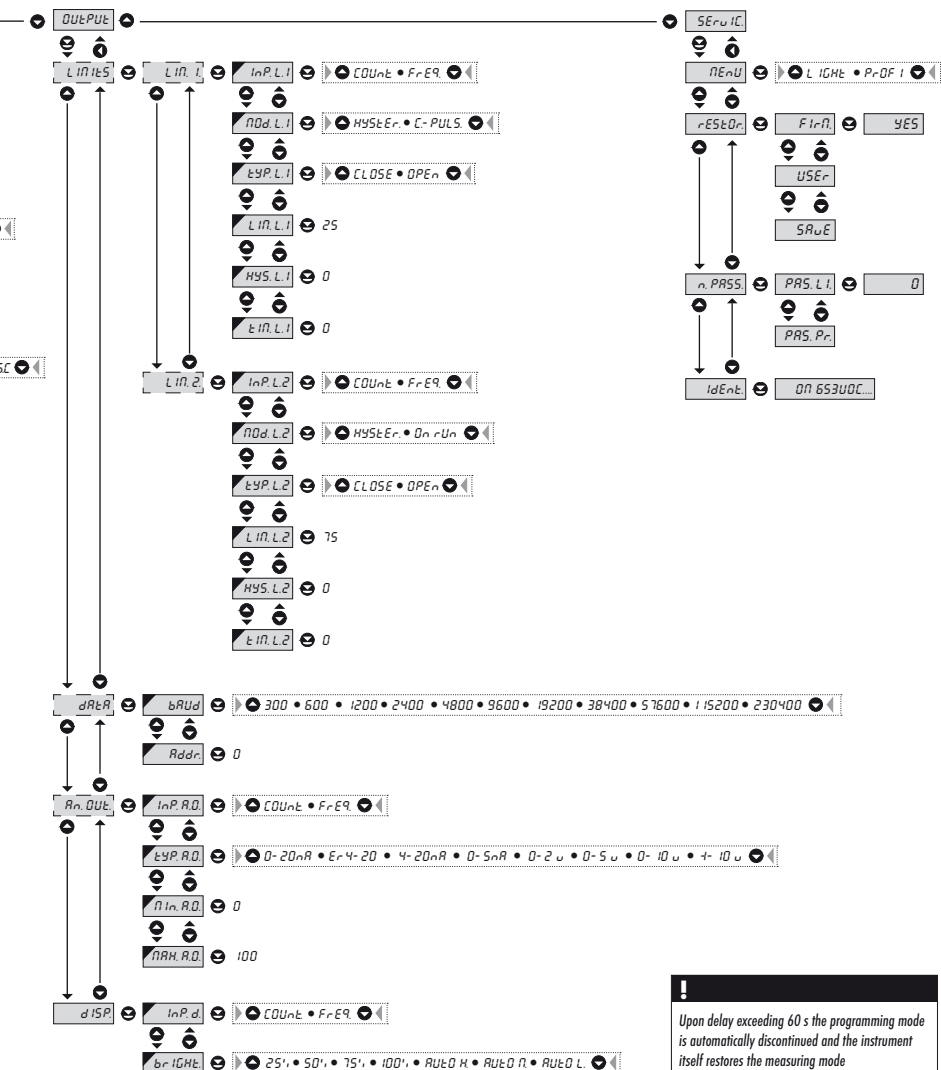 OUtPUt
SErvIC.
LIMItS
LIM. 1.
InP. L.1
COUnt • FrEQ.
MOd. L.1
HYStEr. • C.- PULS.
tYP. L.1
CLOSE • OPEn
LIM. L.1
25
HYS. L.1
0
tIM. L.1
0
LIM. 2.
InP. L.2
COUnt • FrEQ.
MOd. L.2
HYStEr. • On rUn
tYP. L.2
CLOSE • OPEn
LIM. L.2
75
HYS. L.2
0
tIM. L.2
0
dAtA
bAUd
300 • 600 • 1200 • 2400 • 4800 • 9600 • 19200 • 38400 • 57600 • 115200 • 230400
Addr.
0
An. OUt.
InP. A.O.
COUnt • FrEQ.
tYP. A.O.
0-20mA • Er4-20 • 4-20mA • 0-5mA • 0-2 v • 0-5 v • 0-10 v • +-10 v
MIn. A.O.
0
MAX. A.O.
100
dISP.
InP. d.
COUnt • FrEQ.
brIGHt.
25% • 50% • 75% • 100% • AUtO H. • AUtO M. • AUtO L.
MEnU
LIGHt • PrOF I
rEStOr.
FIrM.
YES
USEr
SAvE
n. PASS.
PAS. LI.
0
PAS. Pr.
IdEnt.
OM 653UQC....
!
Upon delay exceeding 60 s the programming mode
is automatically discontinued and the instrument
itself restores the measuring mode